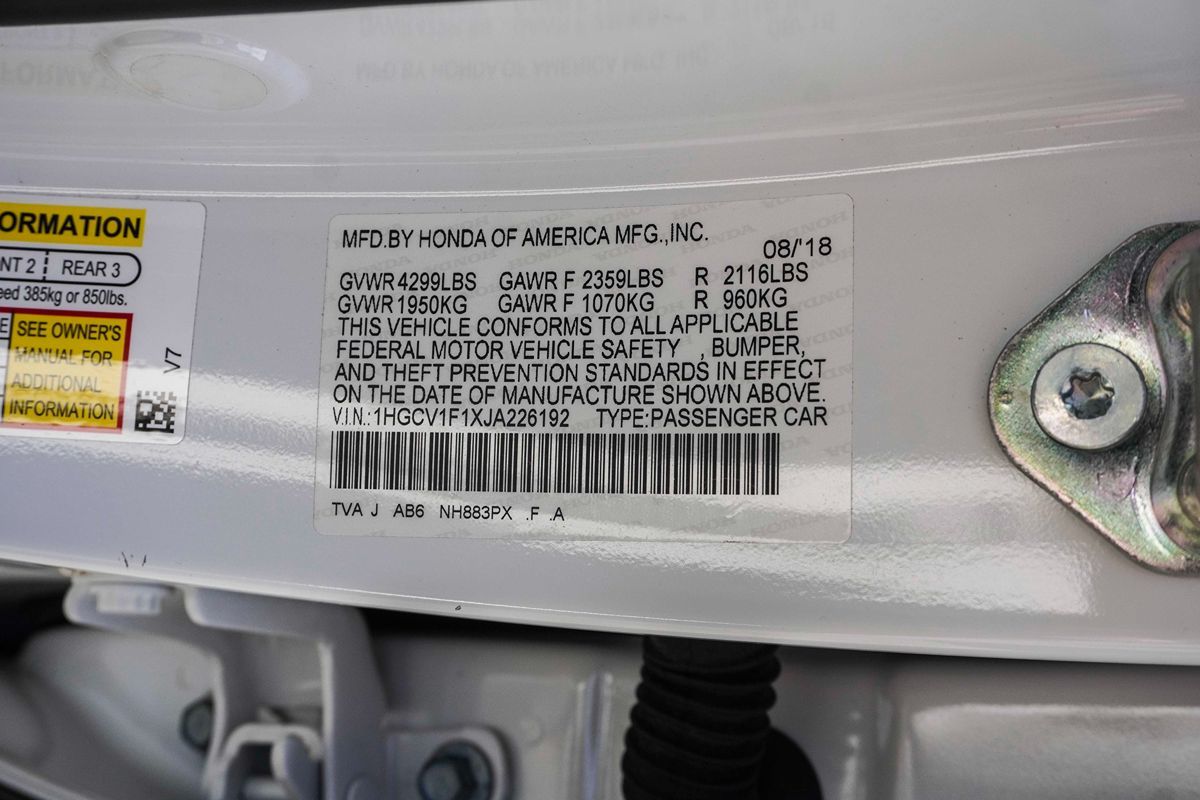 ORMATION
NT 2 REAR 3
eed 385kg or 850lbs.
E SEE OWNER'S
MANUAL FOR
ADDITIONAL
INFORMATION
V7
MFD.BY HONDA OF AMERICA MFG.,INC.
08/'18
GVWR 4299LBS GAWR F 2359LBS R 2116LBS
GVWR 1950KG GAWR F 1070KG R 960KG
THIS VEHICLE CONFORMS TO ALL APPLICABLE
FEDERAL MOTOR VEHICLE SAFETY , BUMPER,
AND THEFT PREVENTION STANDARDS IN EFFECT
ON THE DATE OF MANUFACTURE SHOWN ABOVE.
V.I.N.:1HGCV1F1XJA226192 TYPE:PASSENGER CAR
TVA J AB6 NH883PX .F .A